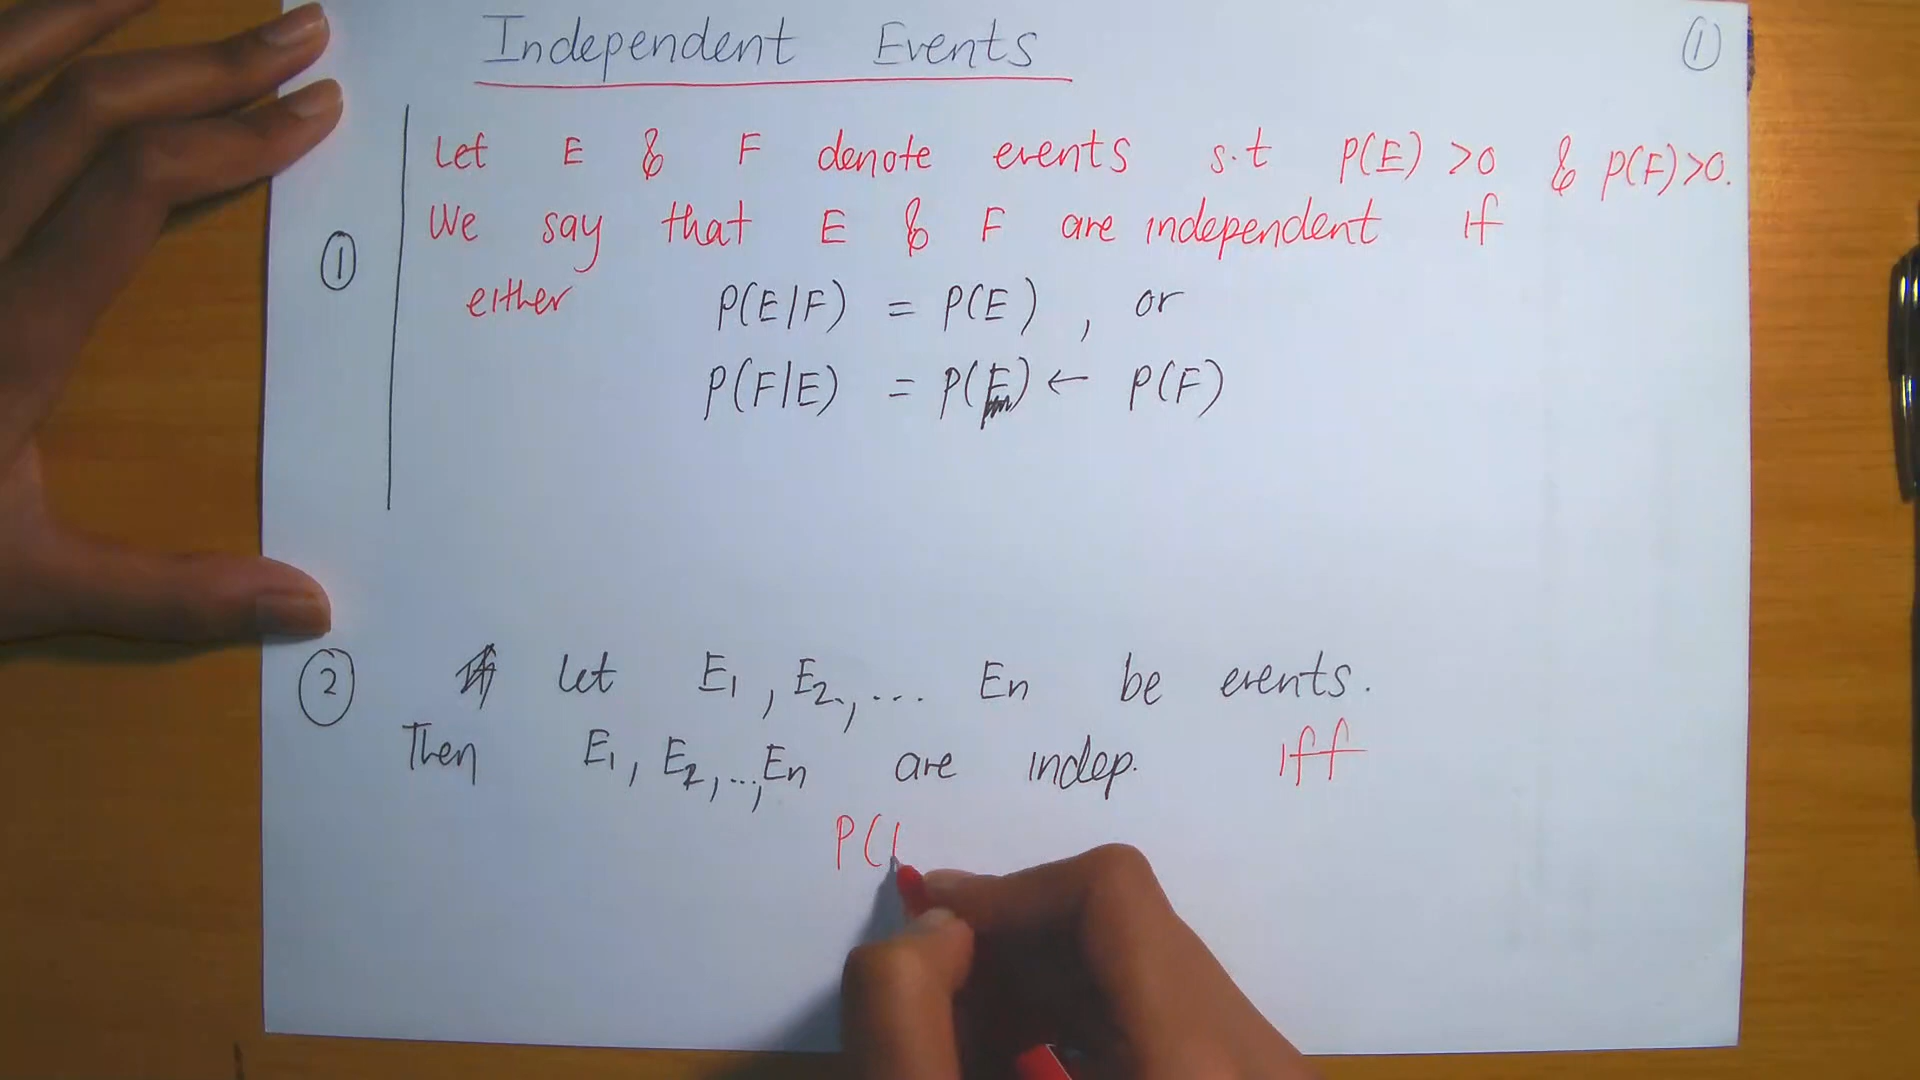 Independent Events
①
Let E & F denote events s.t P(E) >0 & P(F)>0.
We say that E & F are independent if
①
either P(E/F) = P(E) , or
P(F|E) = P( ) ← P(F)
② Let E1, E2, ... En be events.
Then E1, E2, ..., En are indep. iff
P(